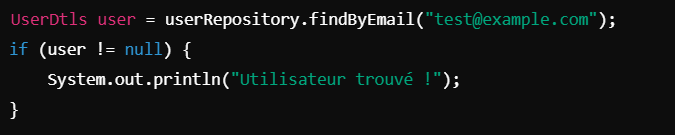 UserDtls user = userRepository.findByEmail("test@example.com");
if (user != null) {
    System.out.println("Utilisateur trouvé !");
}